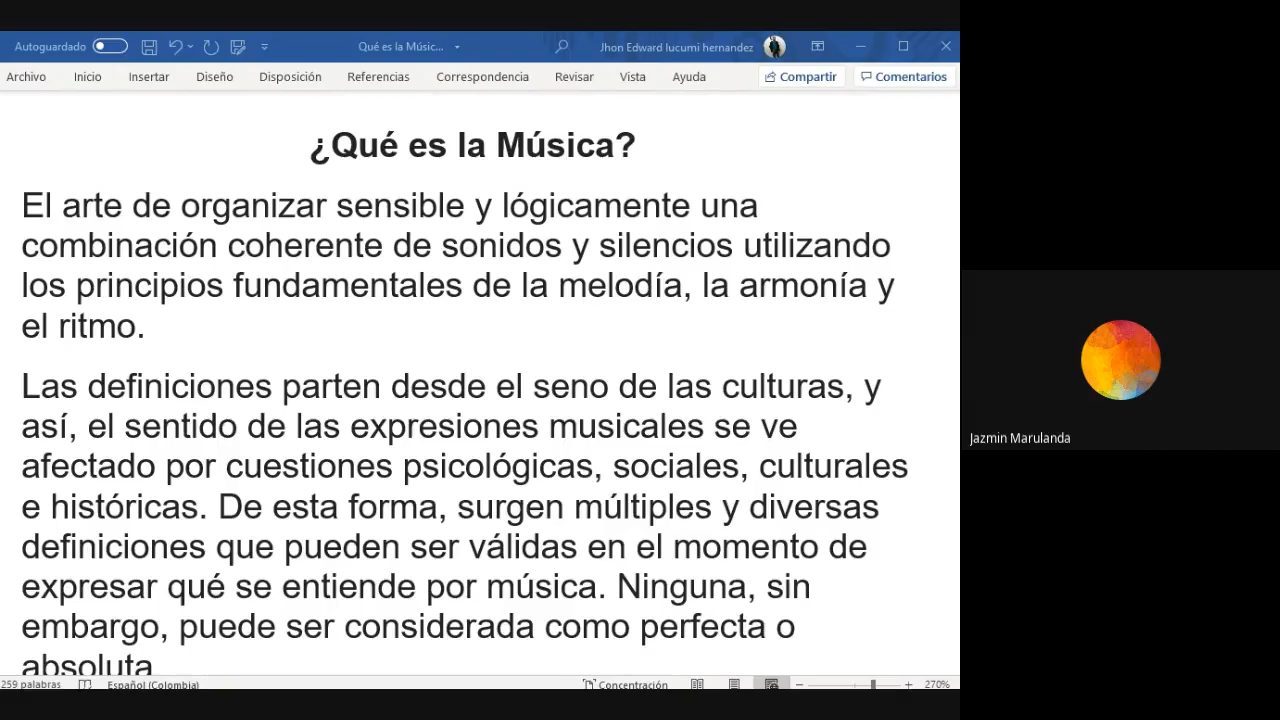 Autoguardado
Qué es la Músic...
Jhon Edward lucumi hernandez
Archivo Inicio Insertar Diseño Disposición Referencias Correspondencia Revisar Vista Ayuda Compartir Comentarios
¿Qué es la Música?
El arte de organizar sensible y lógicamente una
combinación coherente de sonidos y silencios utilizando
los principios fundamentales de la melodía, la armonía y
el ritmo.
Las definiciones parten desde el seno de las culturas, y
así, el sentido de las expresiones musicales se ve
afectado por cuestiones psicológicas, sociales, culturales
e históricas. De esta forma, surgen múltiples y diversas
definiciones que pueden ser válidas en el momento de
expresar qué se entiende por música. Ninguna, sin
embargo, puede ser considerada como perfecta o
absoluta
259 palabras Español (Colombia) Concentración 270%
Jazmin Marulanda